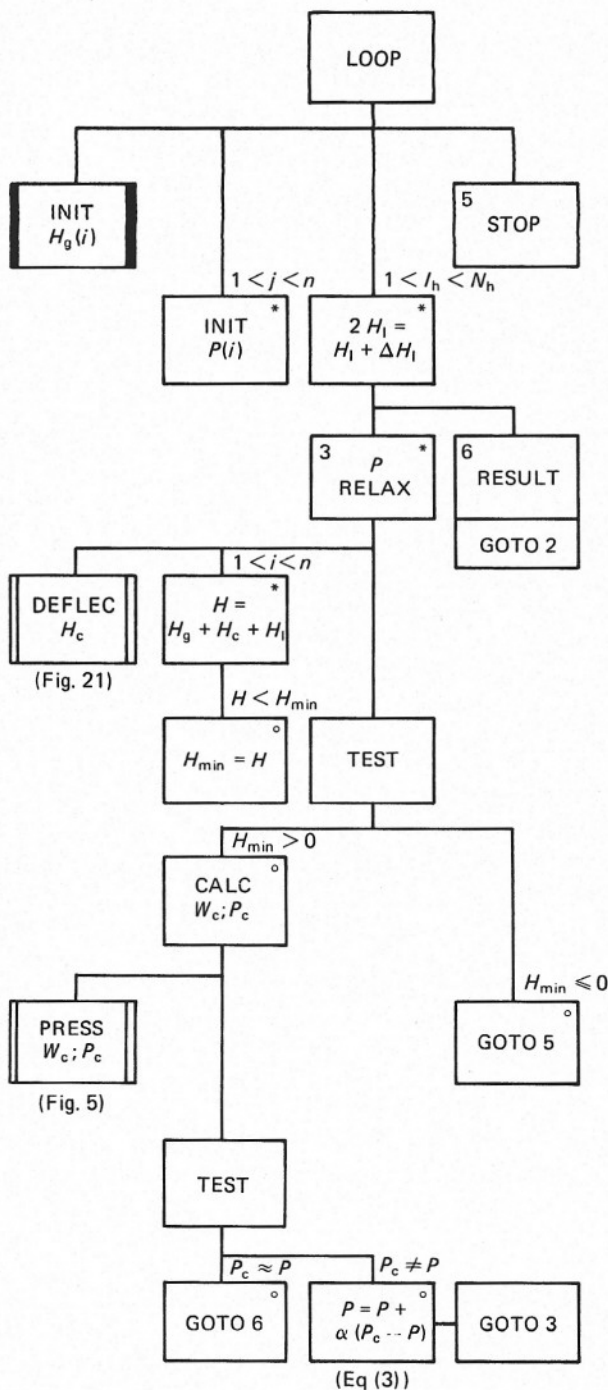 LOOP
INIT
H_g(i)
5
STOP
1 < j < n
1 < I_h < N_h
INIT *
P(i)
2 H_l = *
H_l + ΔH_l
3 P *
RELAX
6
RESULT
GOTO 2
1 < i < n
DEFLEC
H_c
(Fig. 21)
H = *
H_g + H_c + H_l
H < H_min
H_min = H °
TEST
H_min > 0
CALC °
W_c; P_c
H_min ⩽ 0
PRESS
W_c; P_c
(Fig. 5)
GOTO 5 °
TEST
P_c ≈ P
P_c ≠ P
GOTO 6 °
P = P + °
α (P_c -- P)
(Eq (3))
GOTO 3